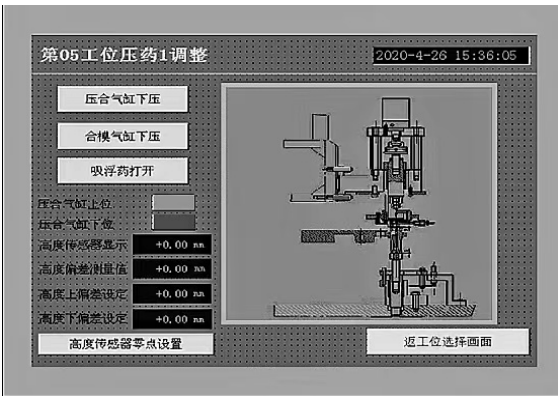 第05工位压药1调整
2020-4-26 15:36:05
压合气缸下压
合模气缸下压
吸浮药打开
压合气缸上位
压合气缸下位
高度传感器显示 +0.00 mm
高度偏差测量值 +0.00 mm
高度上偏差设定 +0.00 mm
高度下偏差设定 +0.00 mm
高度传感器零点设置
返工位选择画面